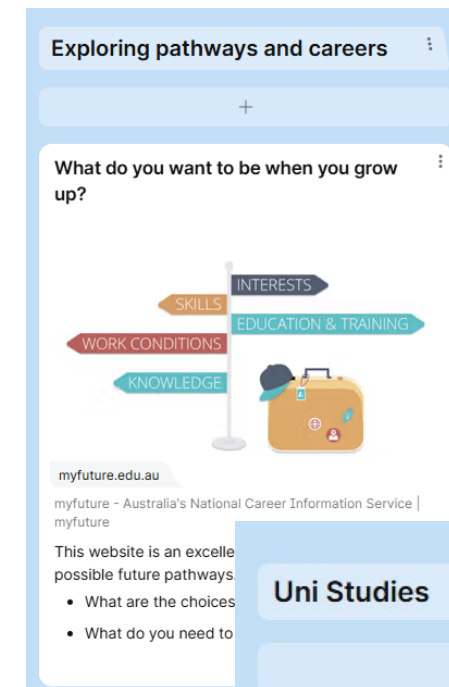 Exploring pathways and careers
+
What do you want to be when you grow
up?
INTERESTS
SKILLS
EDUCATION & TRAINING
WORK CONDITIONS
KNOWLEDGE
myfuture.edu.au
myfuture - Australia's National Career Information Service |
myfuture
This website is an excelle
possible future pathways.
• What are the choices
• What do you need to
Uni Studies